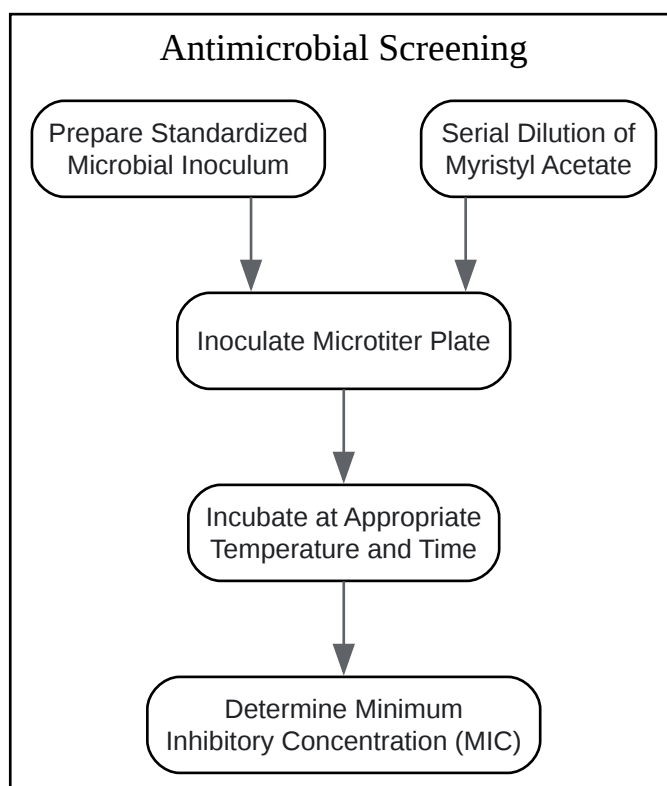 Antimicrobial Screening
Prepare Standardized
Microbial Inoculum
Serial Dilution of
Myristyl Acetate
Inoculate Microtiter Plate
Incubate at Appropriate
Temperature and Time
Determine Minimum
Inhibitory Concentration (MIC)